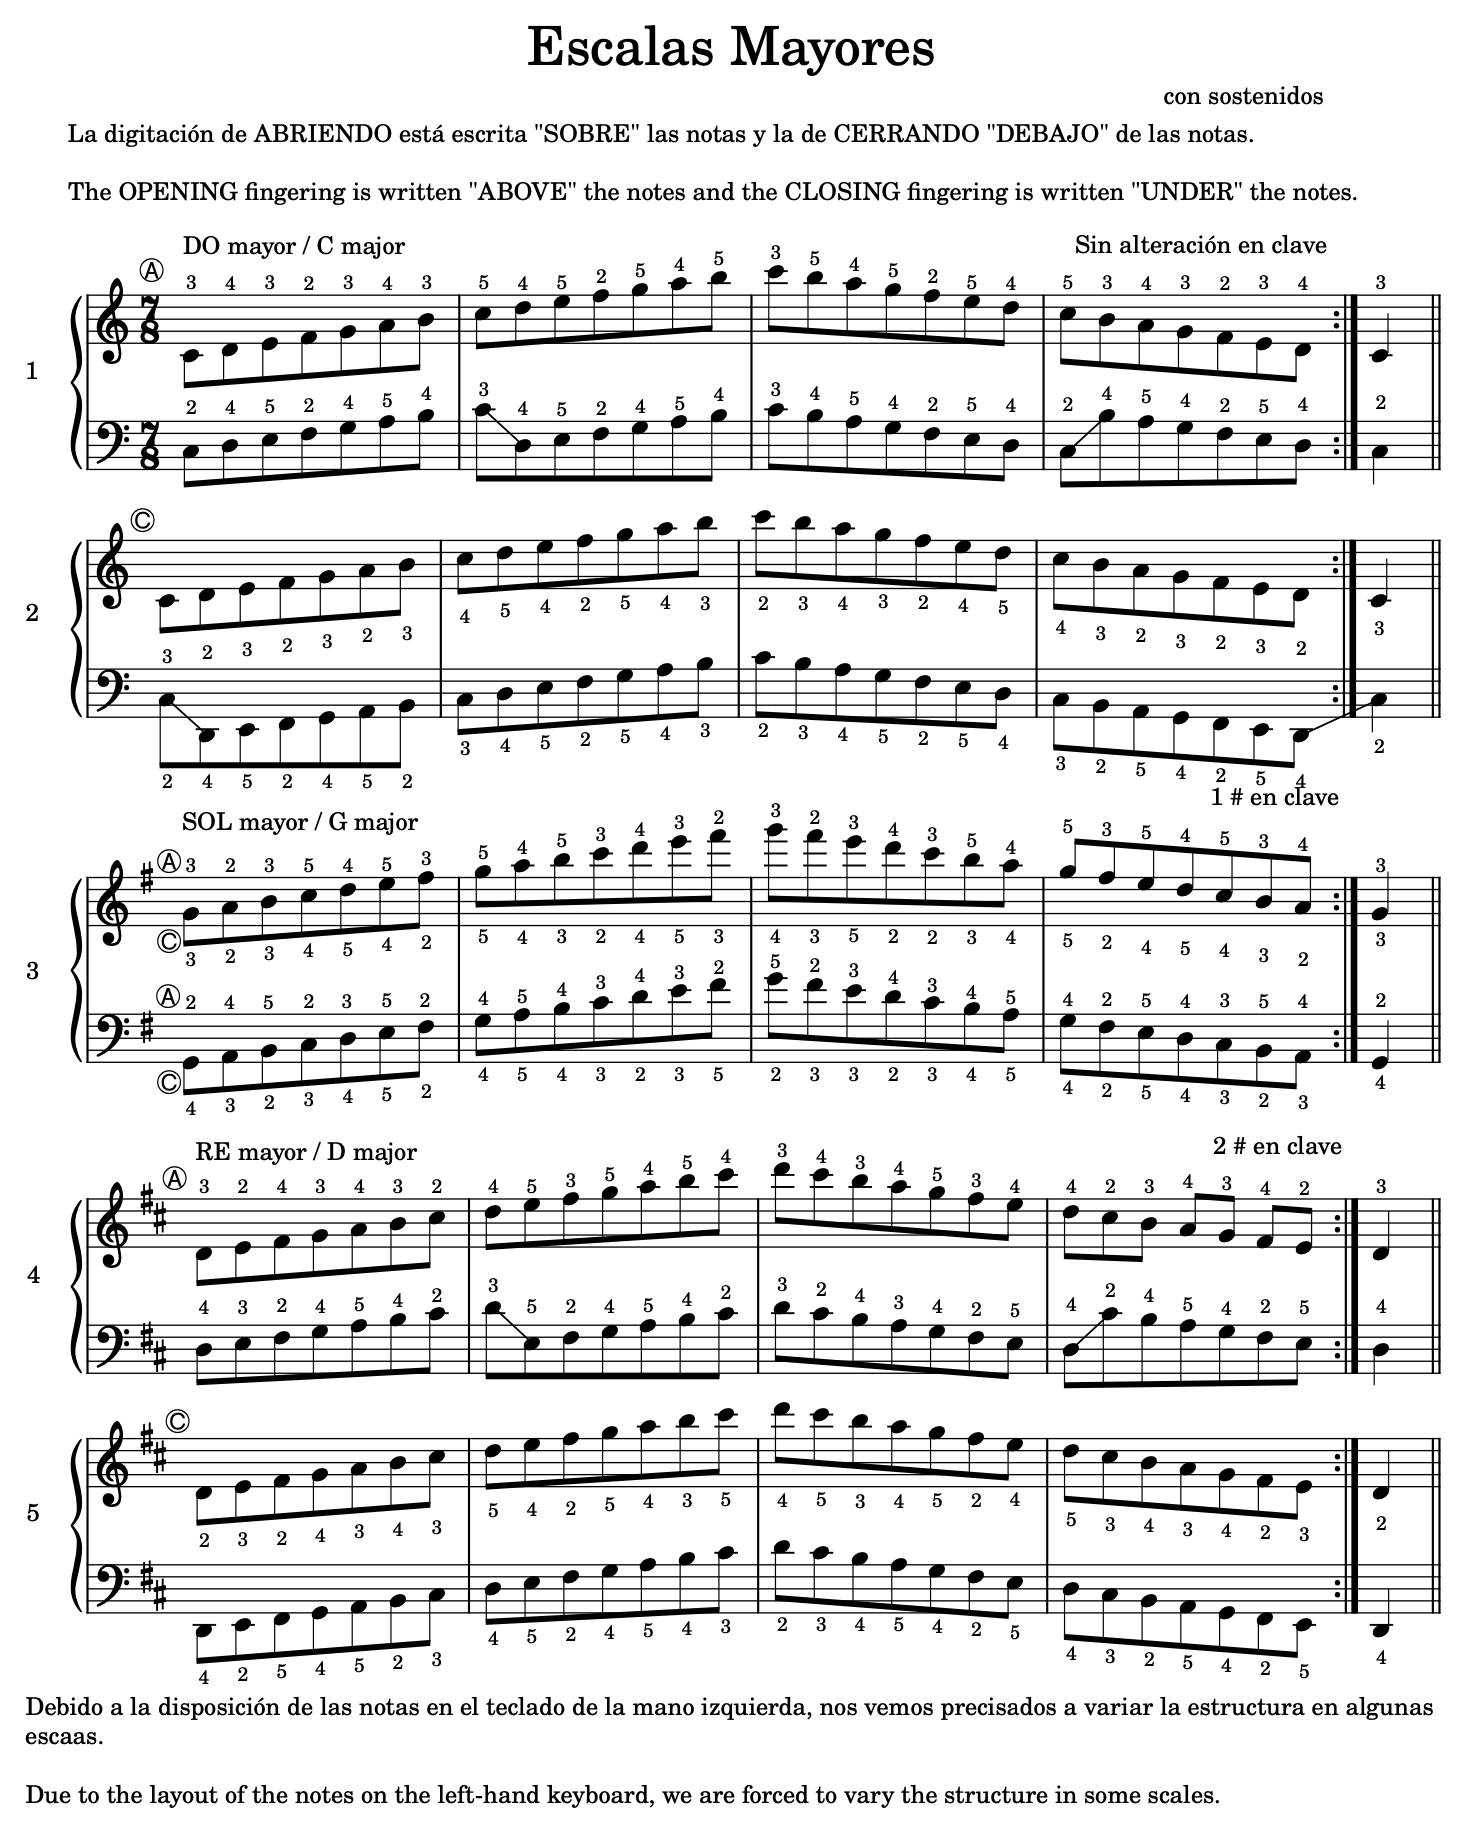 Escalas Mayores
con sostenidos
La digitación de ABRIENDO está escrita "SOBRE" las notas y la de CERRANDO "DEBAJO" de las notas.
The OPENING fingering is written "ABOVE" the notes and the CLOSING fingering is written "UNDER" the notes.
DO mayor / C major
Sin alteración en clave
Ⓐ
3 4 3 2 3 4 3 5 4 5 2 5 4 5 3 5 4 5 2 5 4 5 3 4 3 2 3 4 3
7 8
1
2 4 5 2 4 5 4 3 4 5 2 4 5 4 3 4 5 4 2 5 4 2 4 5 4 2 5 4 2
7 8
Ⓒ
2
3 2 3 2 3 2 3 4 5 4 2 5 4 3 2 3 4 3 2 4 5 4 3 2 3 2 3 2 3
2 4 5 2 4 5 2 3 4 5 2 5 4 3 2 3 4 5 2 5 4 3 2 5 4 2 5 4 2
SOL mayor / G major
1 # en clave
Ⓐ
3 2 3 5 4 5 3 5 4 5 3 4 3 2 3 2 3 4 3 5 4 5 3 5 4 5 3 4 3
Ⓒ
3 2 3 4 5 4 2 5 4 3 2 4 5 3 4 3 5 2 2 3 4 5 2 4 5 4 3 2 3
3
Ⓐ
2 4 5 2 3 5 2 4 5 4 3 4 3 2 5 2 3 4 3 4 5 4 2 5 4 3 5 4 2
Ⓒ
4 3 2 3 4 5 2 4 5 4 3 2 3 5 2 3 3 2 3 4 5 4 2 5 4 3 2 3 4
RE mayor / D major
2 # en clave
Ⓐ
3 2 4 3 4 3 2 4 5 3 5 4 5 4 3 4 3 4 5 3 4 4 2 3 4 3 4 2 3
4
4 3 2 4 5 4 2 3 5 2 4 5 4 2 3 2 4 3 4 2 5 4 2 4 5 4 2 5 4
Ⓒ
2 3 2 4 3 4 3 5 4 2 5 4 3 5 4 5 3 4 5 2 4 5 3 4 3 4 2 3 2
5
4 2 5 4 5 2 3 4 5 2 4 5 4 3 2 3 4 5 4 2 5 4 3 2 5 4 2 5 4
Debido a la disposición de las notas en el teclado de la mano izquierda, nos vemos precisados a variar la estructura en algunas
escaas.
Due to the layout of the notes on the left-hand keyboard, we are forced to vary the structure in some scales.